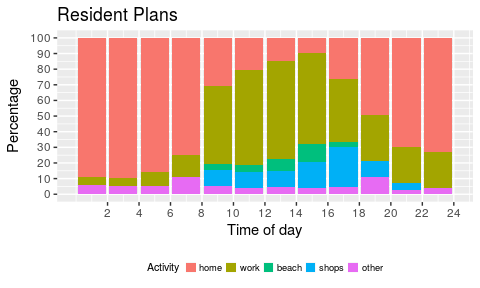 Resident Plans
Percentage
100
90
80
70
60
50
40
30
20
10
0
2 4 6 8 10 12 14 16 18 20 22 24
Time of day
Activity home work beach shops other